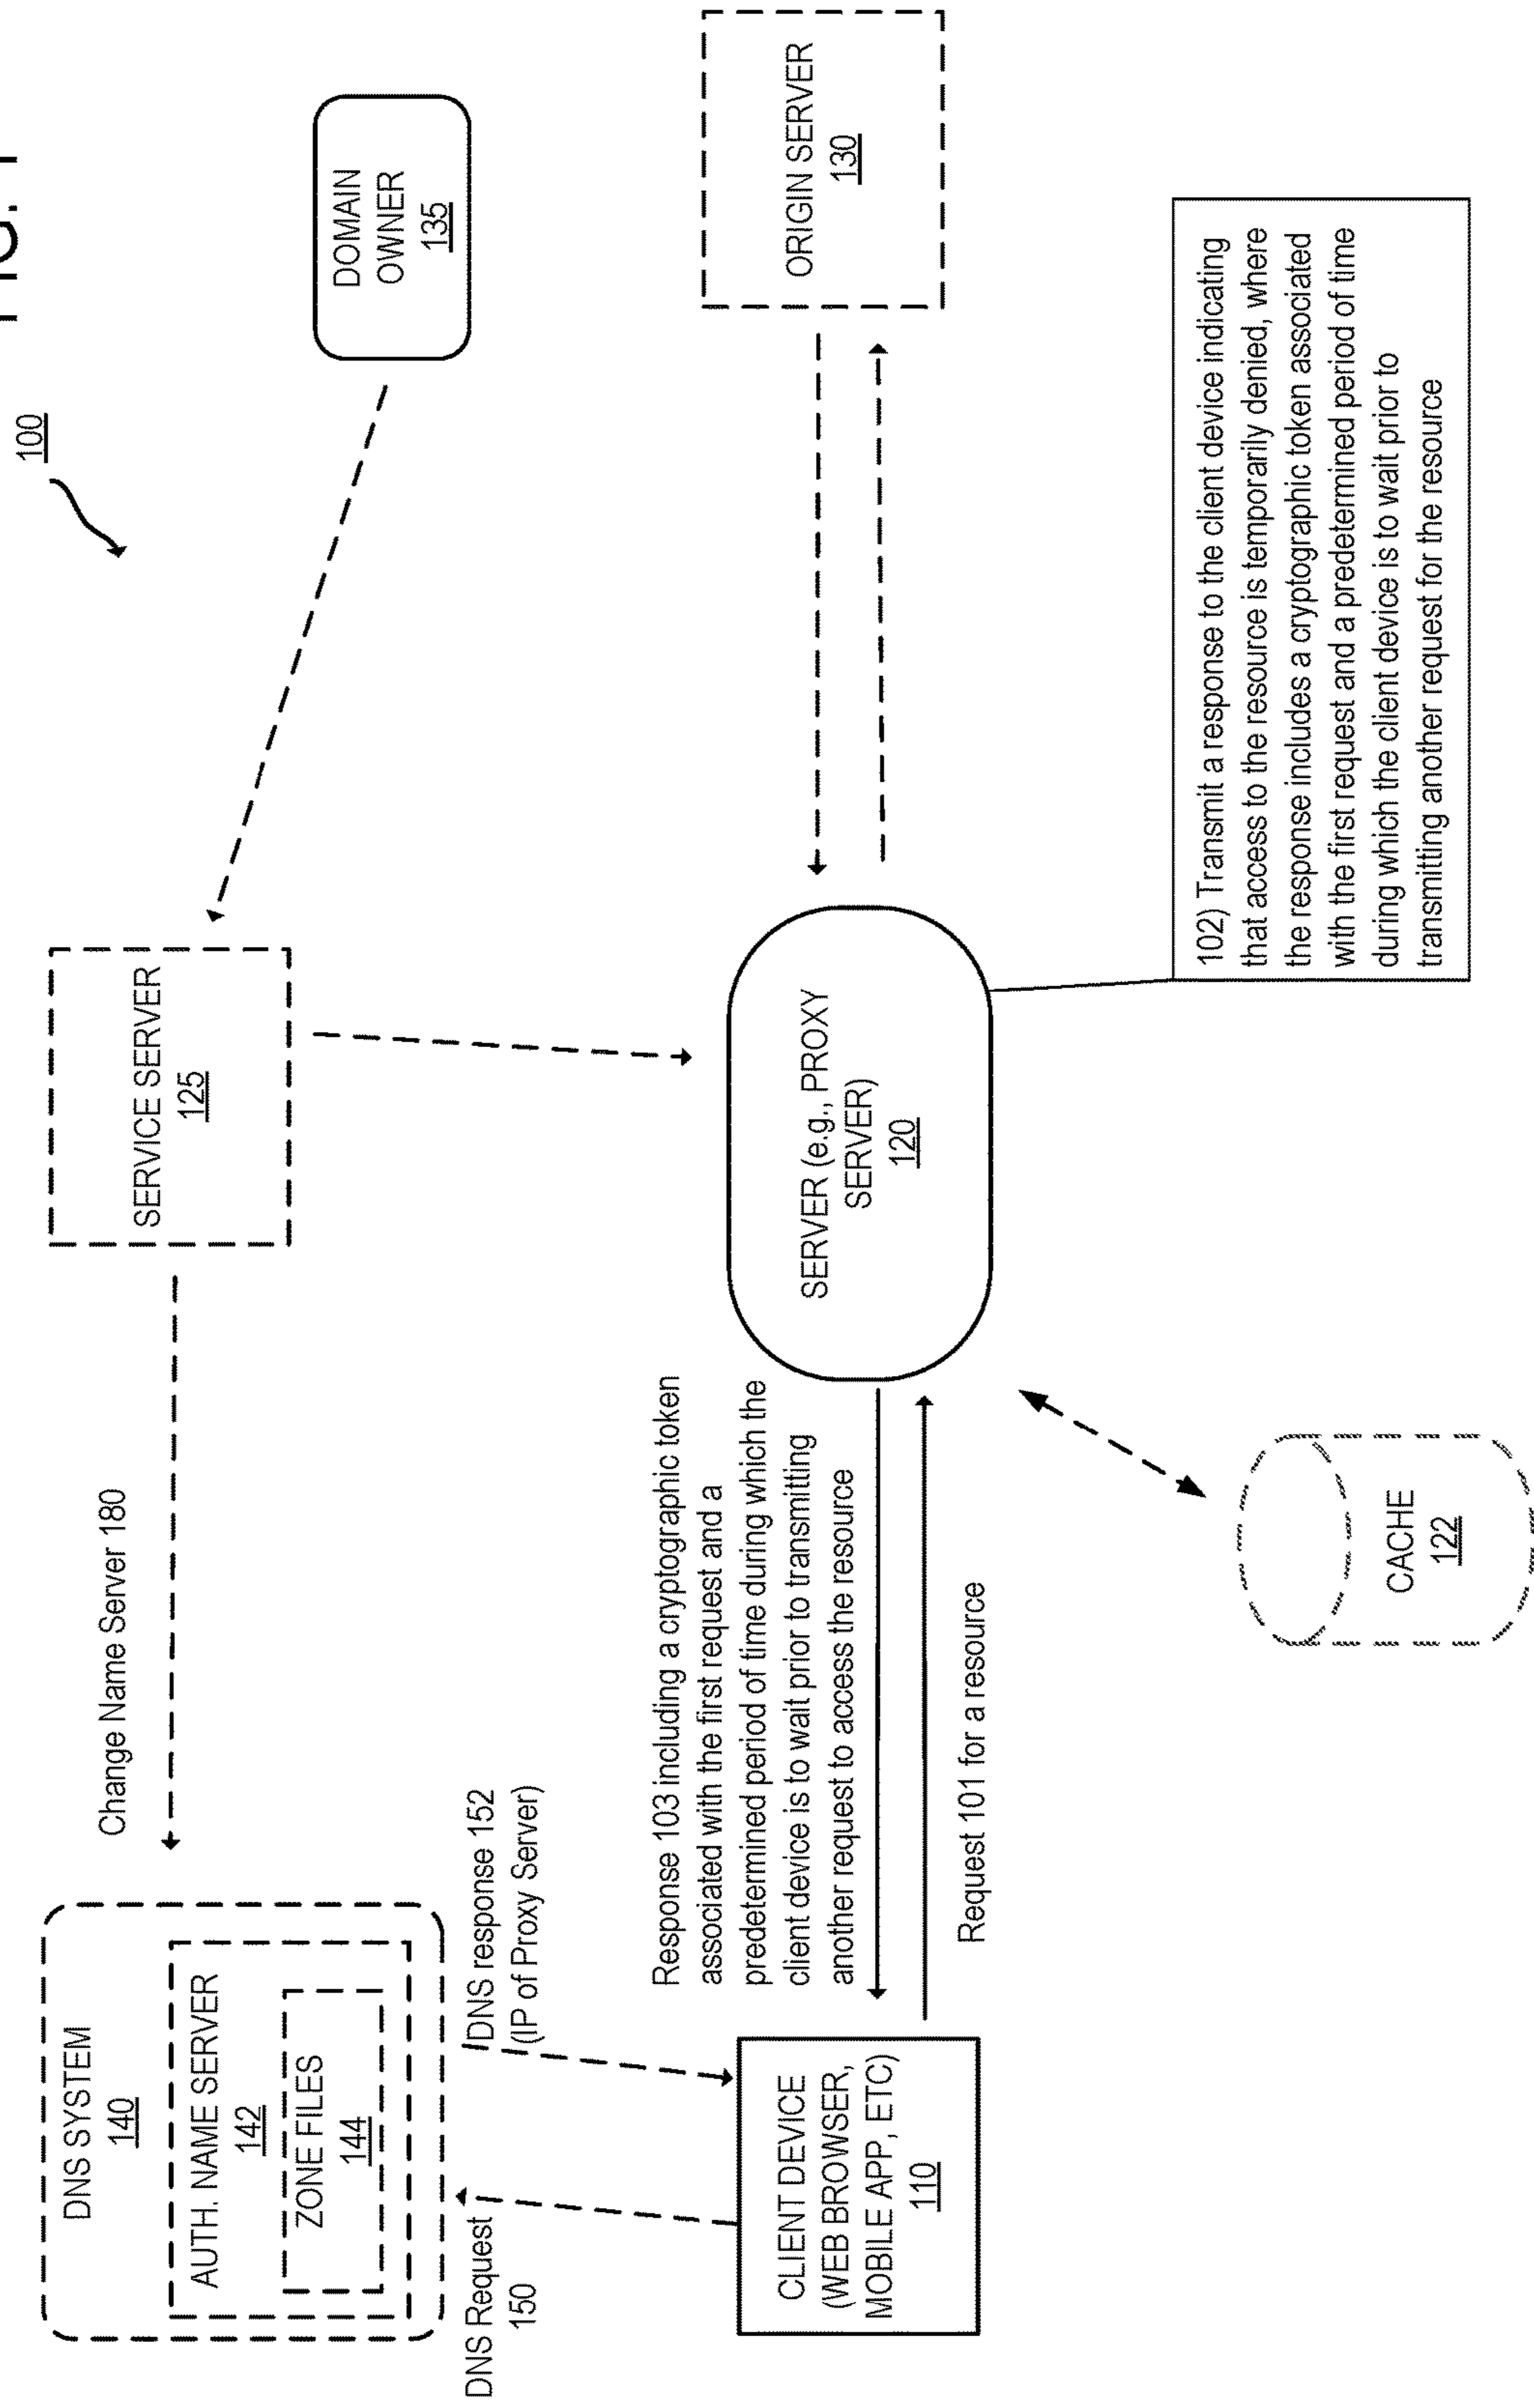 FIG. 1
100
DNS SYSTEM
140
AUTH. NAME SERVER
142
ZONE FILES
144
Change Name Server 180
SERVICE SERVER
125
DOMAIN
OWNER
135
DNS Request
150
DNS response 152
(IP of Proxy Server)
CLIENT DEVICE
(WEB BROWSER,
MOBILE APP, ETC)
110
Response 103 including a cryptographic token
associated with the first request and a
predetermined period of time during which the
client device is to wait prior to transmitting
another request to access the resource
Request 101 for a resource
SERVER (e.g., PROXY
SERVER)
120
ORIGIN SERVER
130
CACHE
122
102) Transmit a response to the client device indicating
that access to the resource is temporarily denied, where
the response includes a cryptographic token associated
with the first request and a predetermined period of time
during which the client device is to wait prior to
transmitting another request for the resource